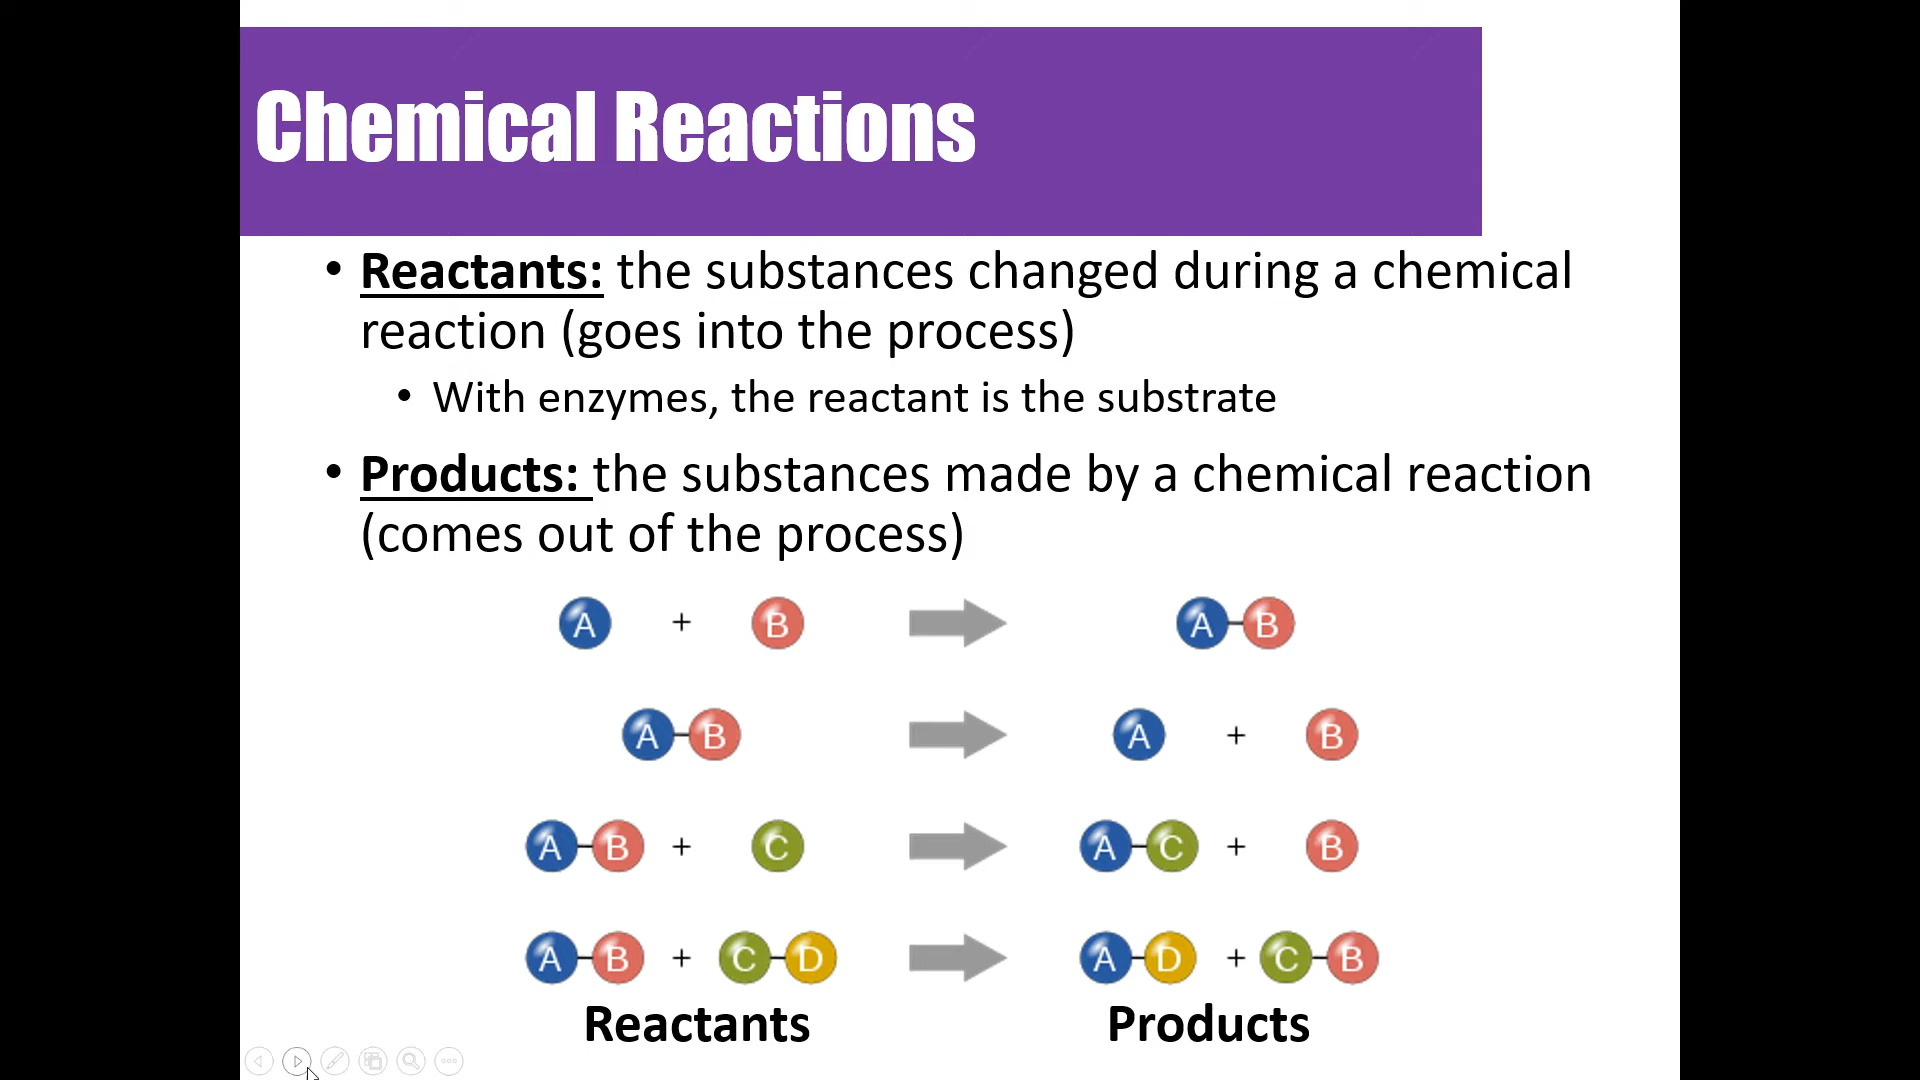 Chemical Reactions
• Reactants: the substances changed during a chemical
reaction (goes into the process)
• With enzymes, the reactant is the substrate
• Products: the substances made by a chemical reaction
(comes out of the process)
A + B A-B
A-B A + B
A-B + C A-C + B
A-B + C-D A-D + C-B
Reactants Products